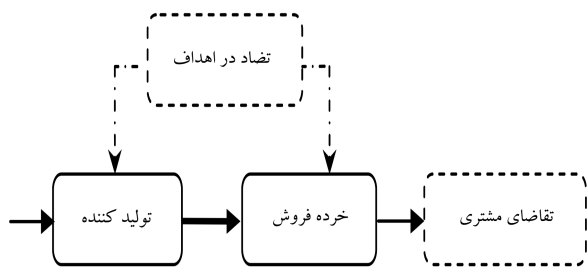 تضاد در اهداف
تقاضای مشتری
خرده فروش
تولید کننده